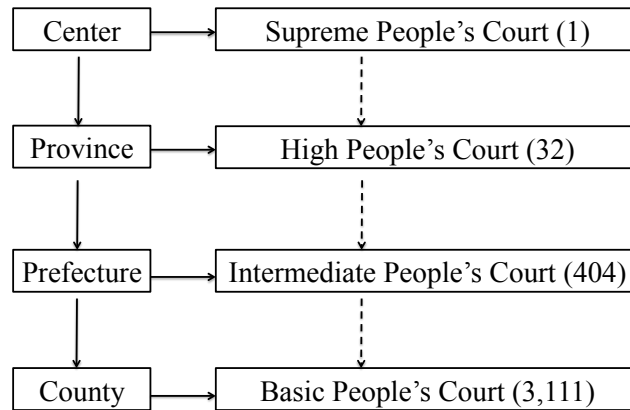 Center
Supreme People’s Court (1)
Province
High People’s Court (32)
Prefecture
Intermediate People’s Court (404)
County
Basic People’s Court (3,111)